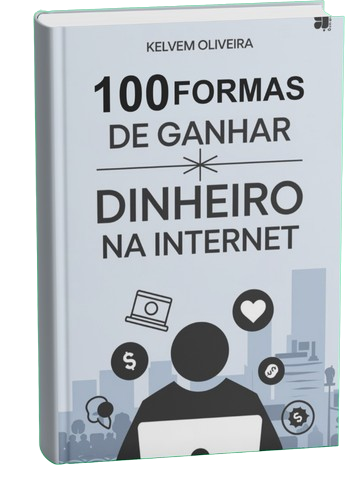 KELVEM OLIVEIRA
100 FORMAS
DE GANHAR
DINHEIRO
NA INTERNET
$
$
$